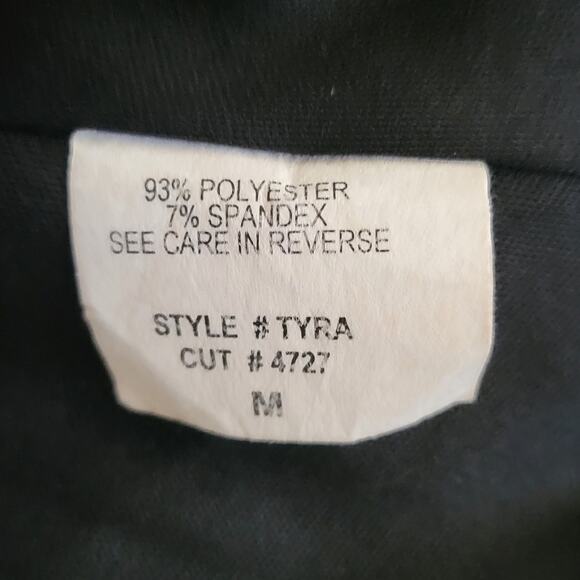 93% POLYESTER
7% SPANDEX
SEE CARE IN REVERSE
STYLE # TYRA
CUT # 4727
M